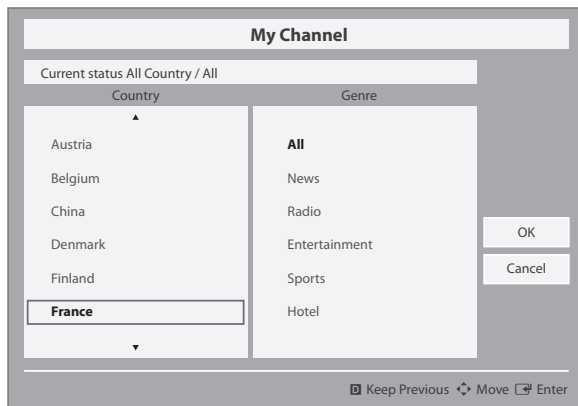 My Channel
Current status All Country / All
Country
Genre
Austria
All
Belgium
News
China
Radio
Denmark
Entertainment
Finland
Sports
France
Hotel
OK
Cancel
D Keep Previous Move Enter